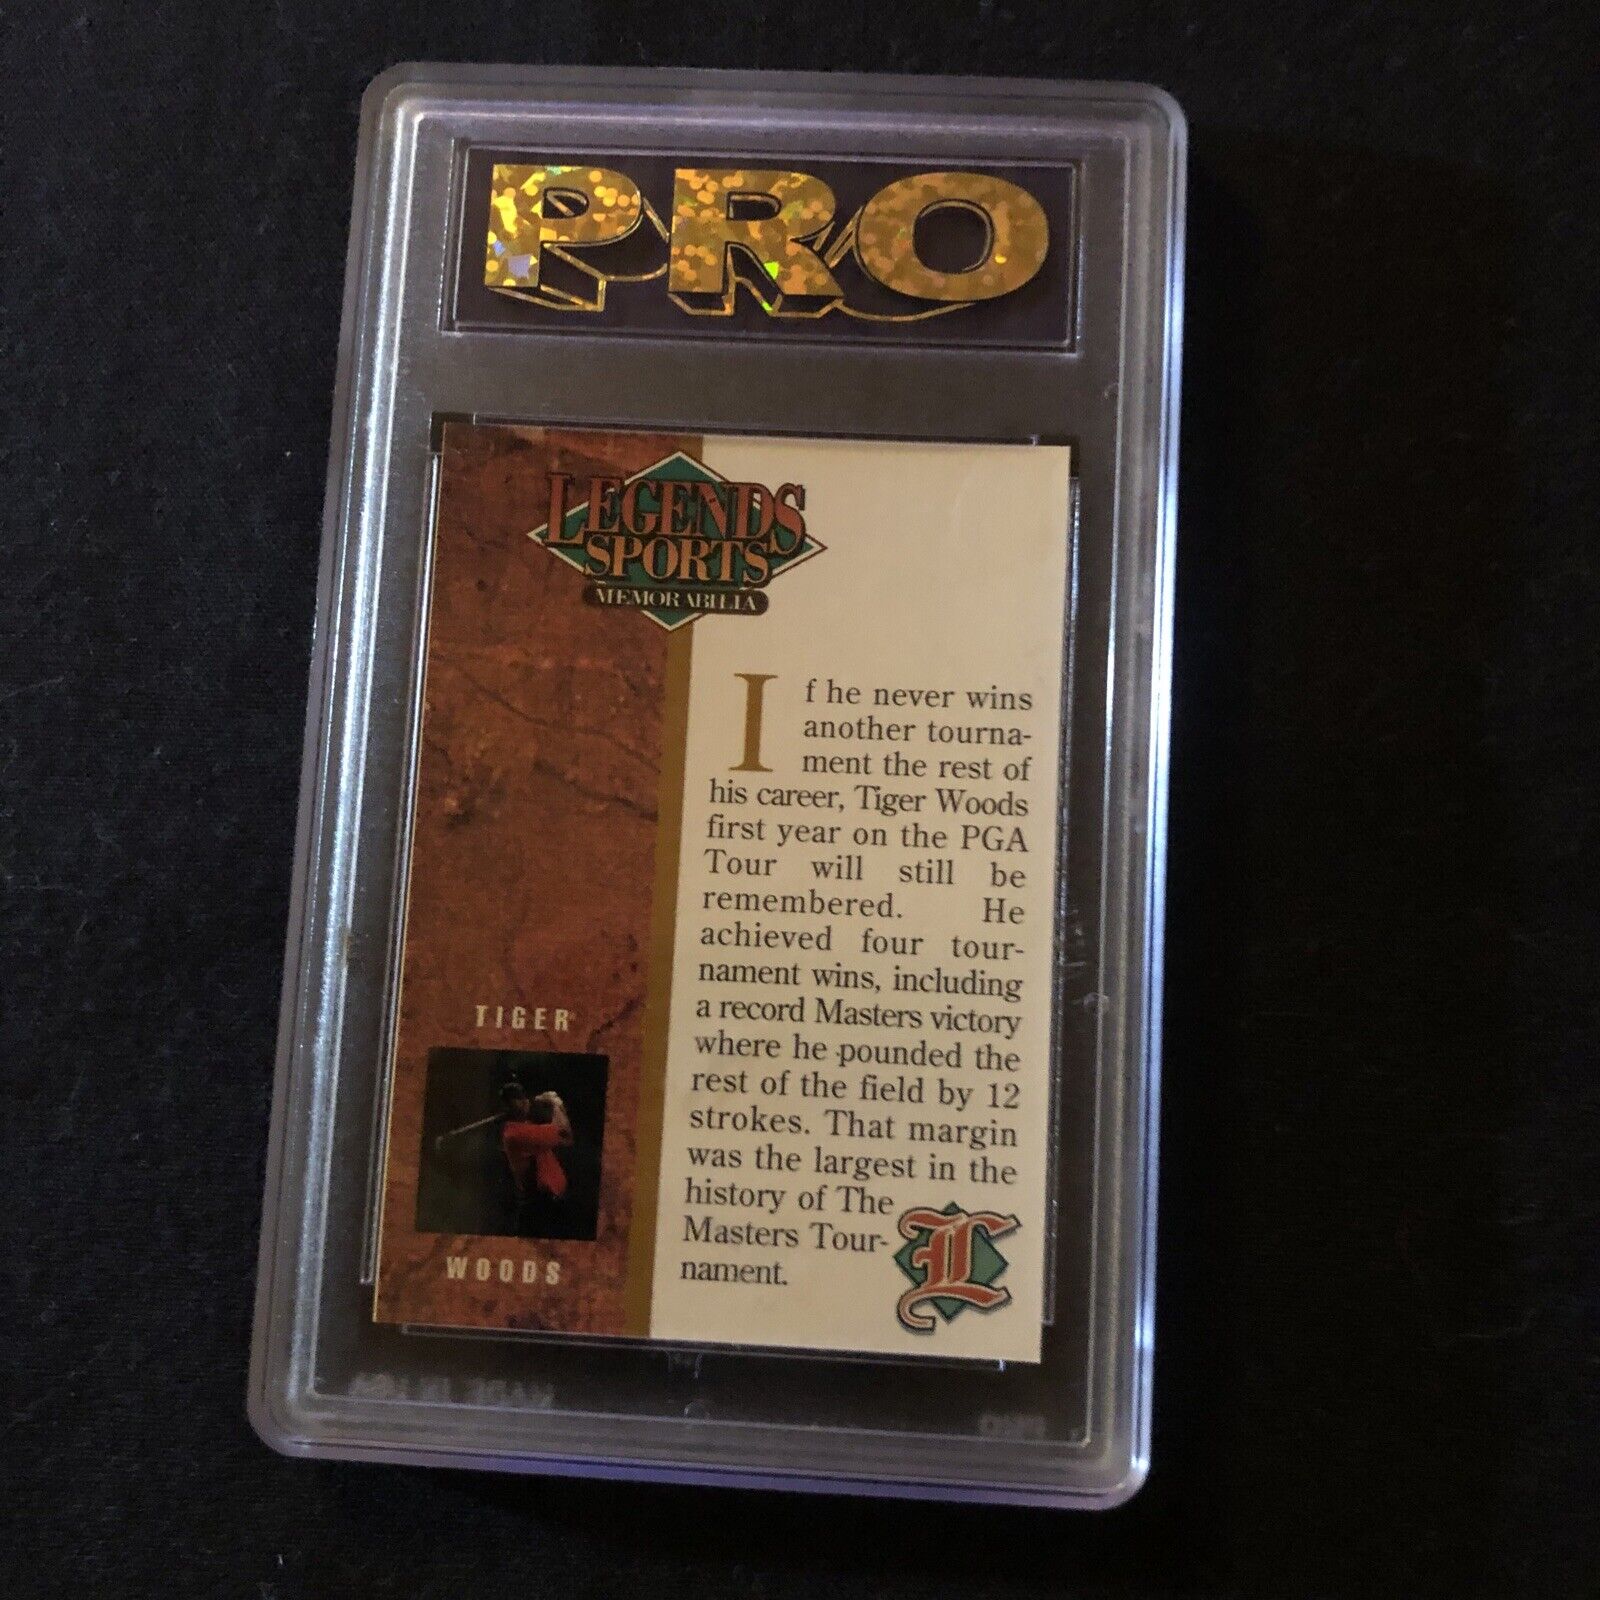 PRO
LEGENDS
SPORTS
MEMORABILIA
If he never wins
another tourna-
ment the rest of
his career, Tiger Woods
first year on the PGA
Tour will still be
remembered. He
achieved four tour-
nament wins, including
a record Masters victory
where he pounded the
rest of the field by 12
strokes. That margin
was the largest in the
history of The
Masters Tour-
nament.
L
TIGER
WOODS